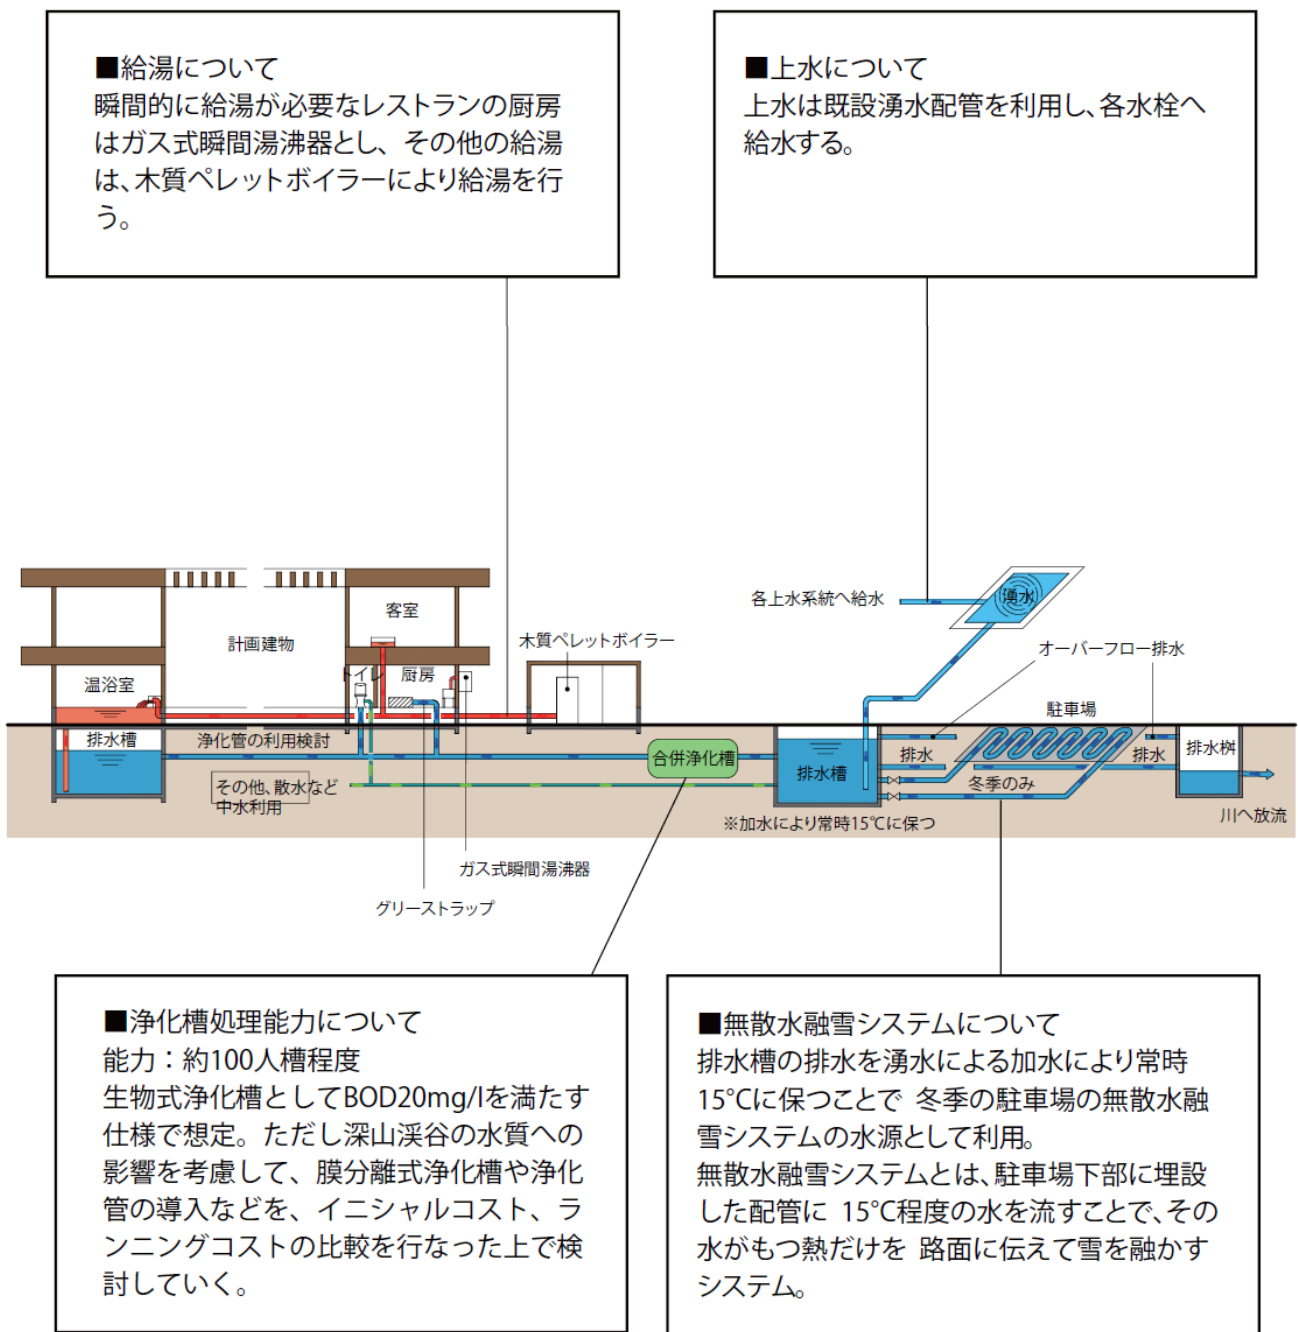 ■給湯について
瞬間的に給湯が必要なレストランの厨房
はガス式瞬間湯沸器とし、その他の給湯
は、木質ペレットボイラーにより給湯を行
う。
■上水について
上水は既設湧水配管を利用し、各水栓へ
給水する。
客室
計画建物
木質ペレットボイラー
トイレ
厨房
温浴室
各上水系統へ給水
湧水
オーバーフロー排水
駐車場
排水槽
浄化管の利用検討
合併浄化槽
排水槽
排水
排水
排水桝
その他、散水など
中水利用
冬季のみ
※加水により常時15℃に保つ
川へ放流
ガス式瞬間湯沸器
グリーストラップ
■浄化槽処理能力について
能力：約100人槽程度
生物式浄化槽としてBOD20mg/lを満たす
仕様で想定。ただし深山渓谷の水質への
影響を考慮して、膜分離式浄化槽や浄化
管の導入などを、イニシャルコスト、ラ
ンニングコストの比較を行なった上で検
討していく。
■無散水融雪システムについて
排水槽の排水を湧水による加水により常時
15℃に保つことで 冬季の駐車場の無散水融
雪システムの水源として利用。
無散水融雪システムとは、駐車場下部に埋設
した配管に 15℃程度の水を流すことで、その
水がもつ熱だけを 路面に伝えて雪を融かす
システム。